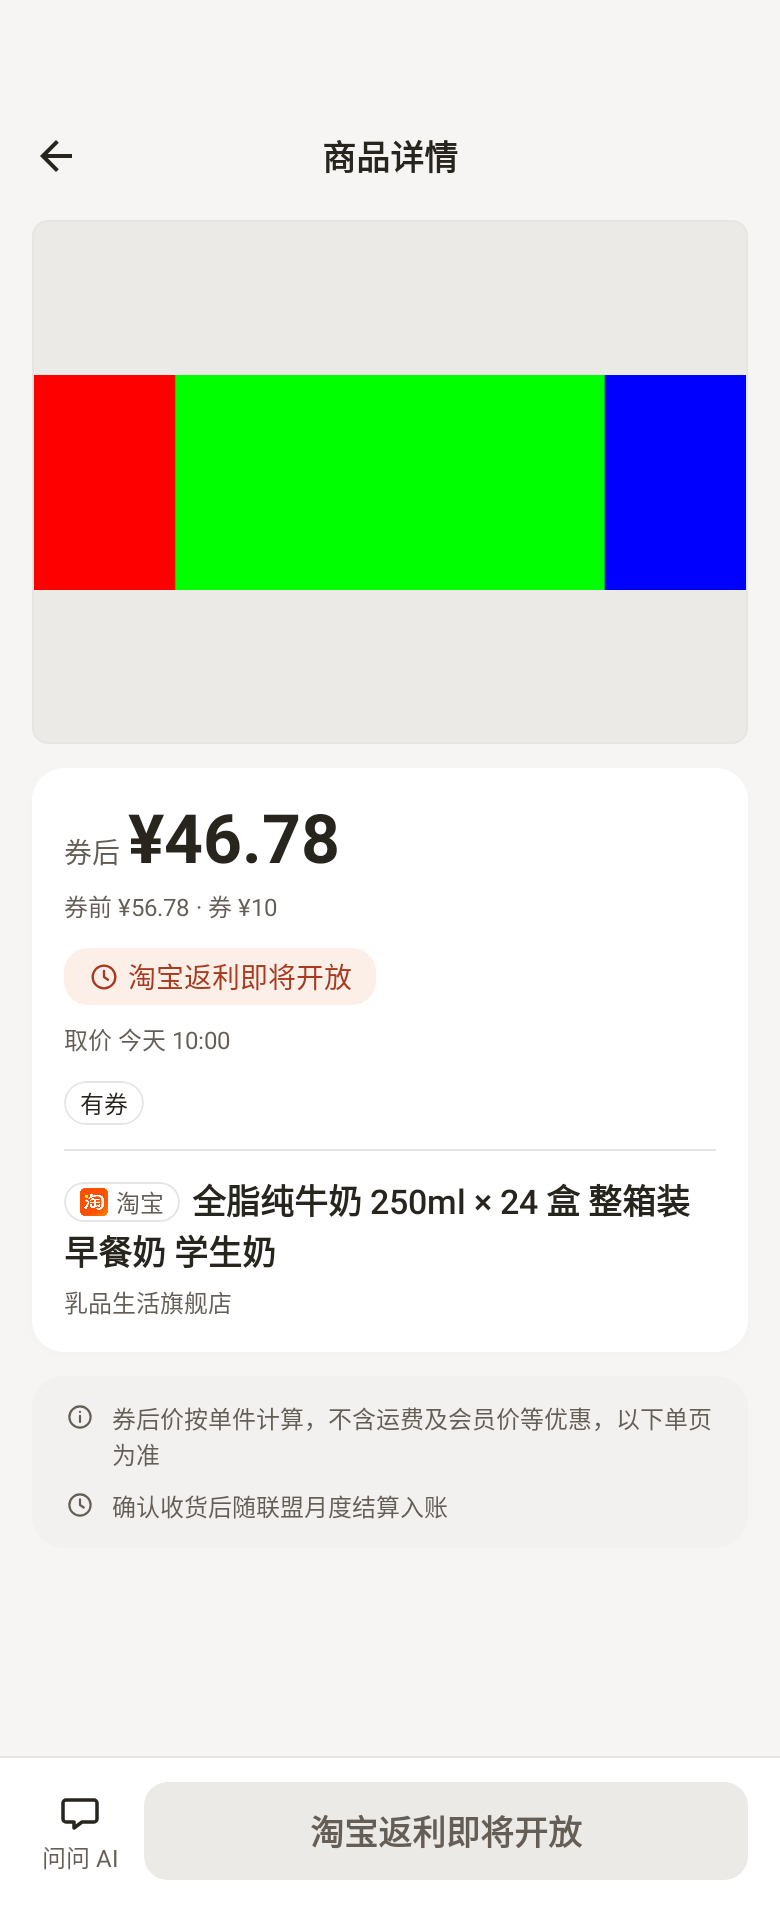 商品详情
券后 ¥46.78
券前 ¥56.78 · 券 ¥10
淘宝返利即将开放
取价 今天 10:00
有券
淘 淘宝 全脂纯牛奶 250ml × 24 盒 整箱装
早餐奶 学生奶
乳品生活旗舰店
券后价按单件计算，不含运费及会员价等优惠，以下单页
为准
确认收货后随联盟月度结算入账
问问 AI
淘宝返利即将开放